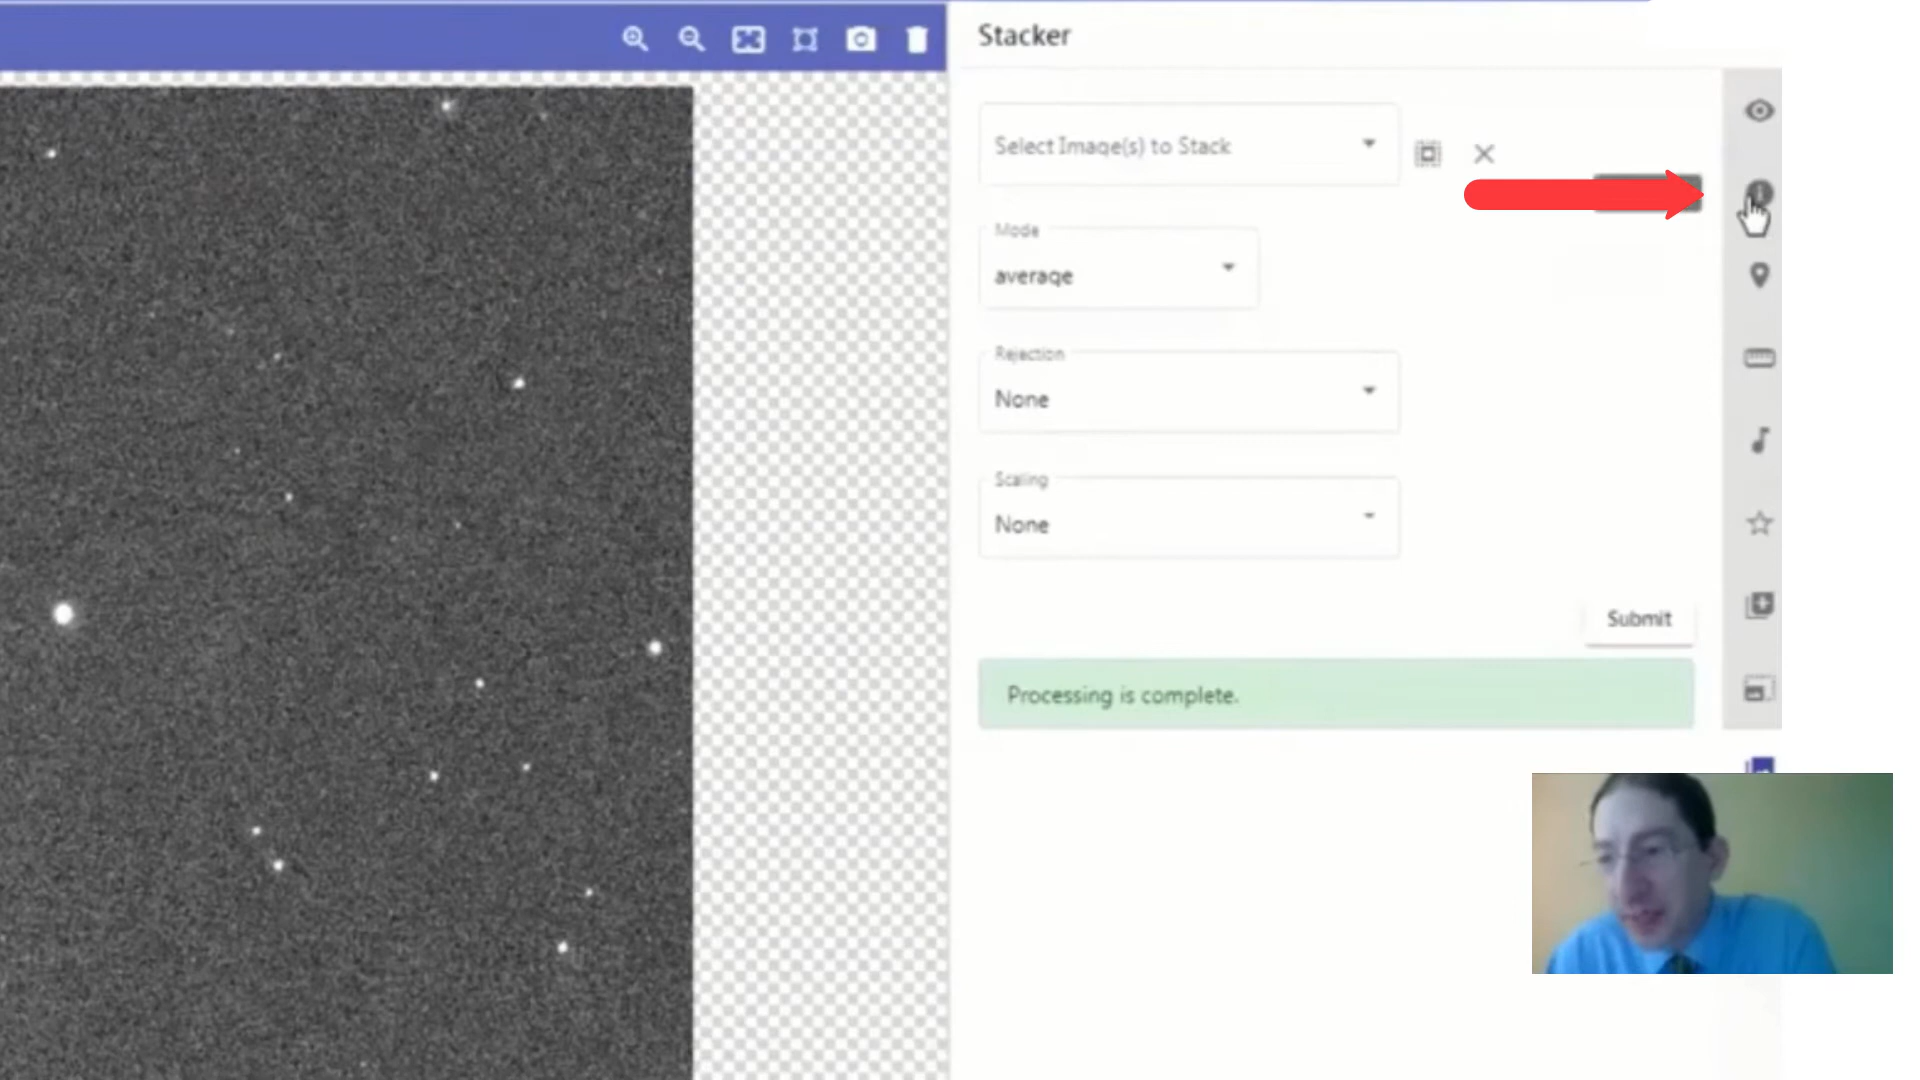 Stacker
Select Image(s) to Stack
Mode
average
Rejection
None
Scaling
None
Submit
Processing is complete.